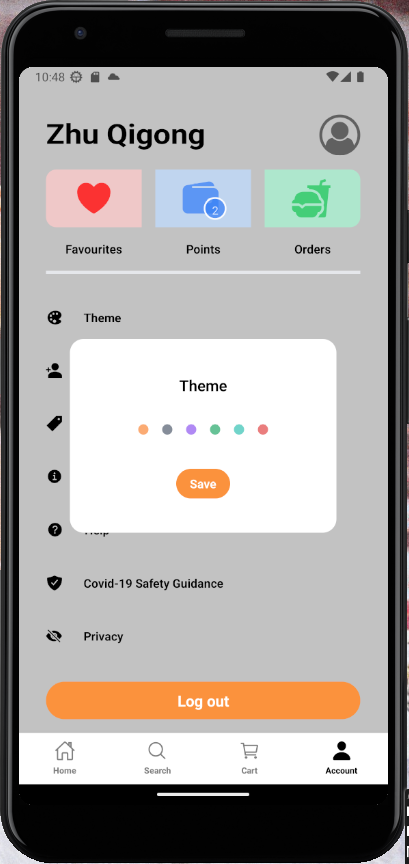 10:48
Zhu Qigong
2
Favourites
Points
Orders
Theme
Theme
Save
Help
Covid-19 Safety Guidance
Privacy
Log out
Home
Search
Cart
Account